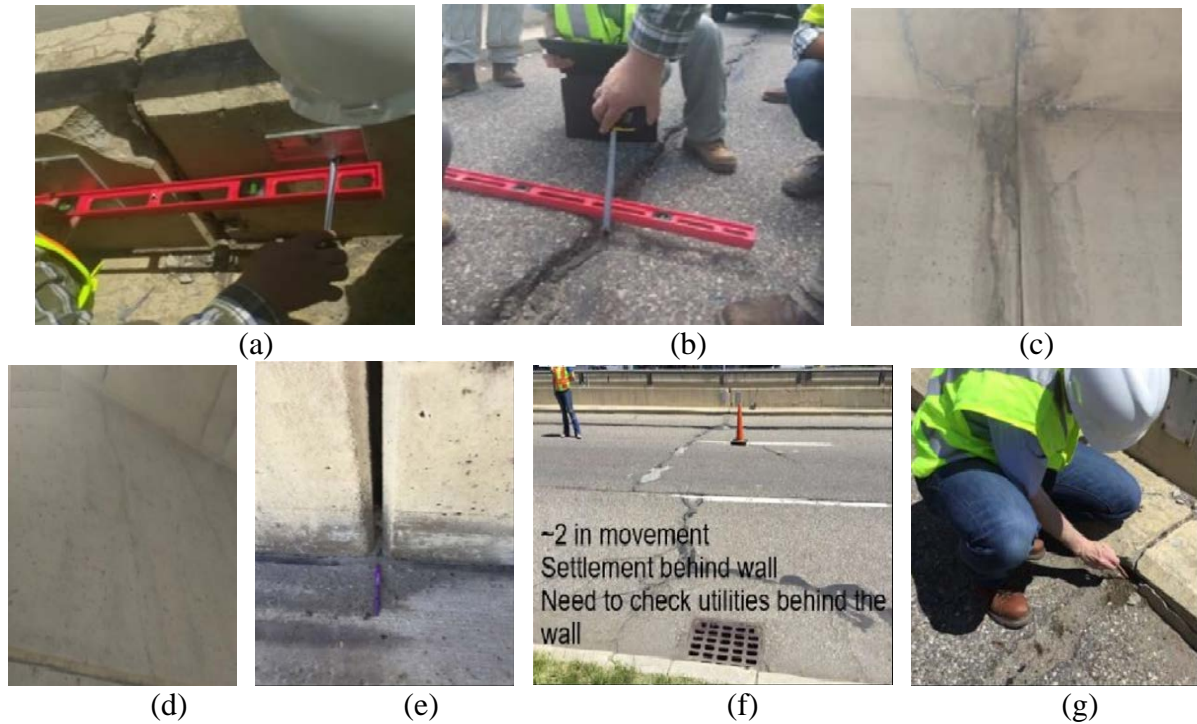 (a)
(b)
(c)
~2 in movement
Settlement behind wall
Need to check utilities behind the
wall
(d)
(e)
(f)
(g)